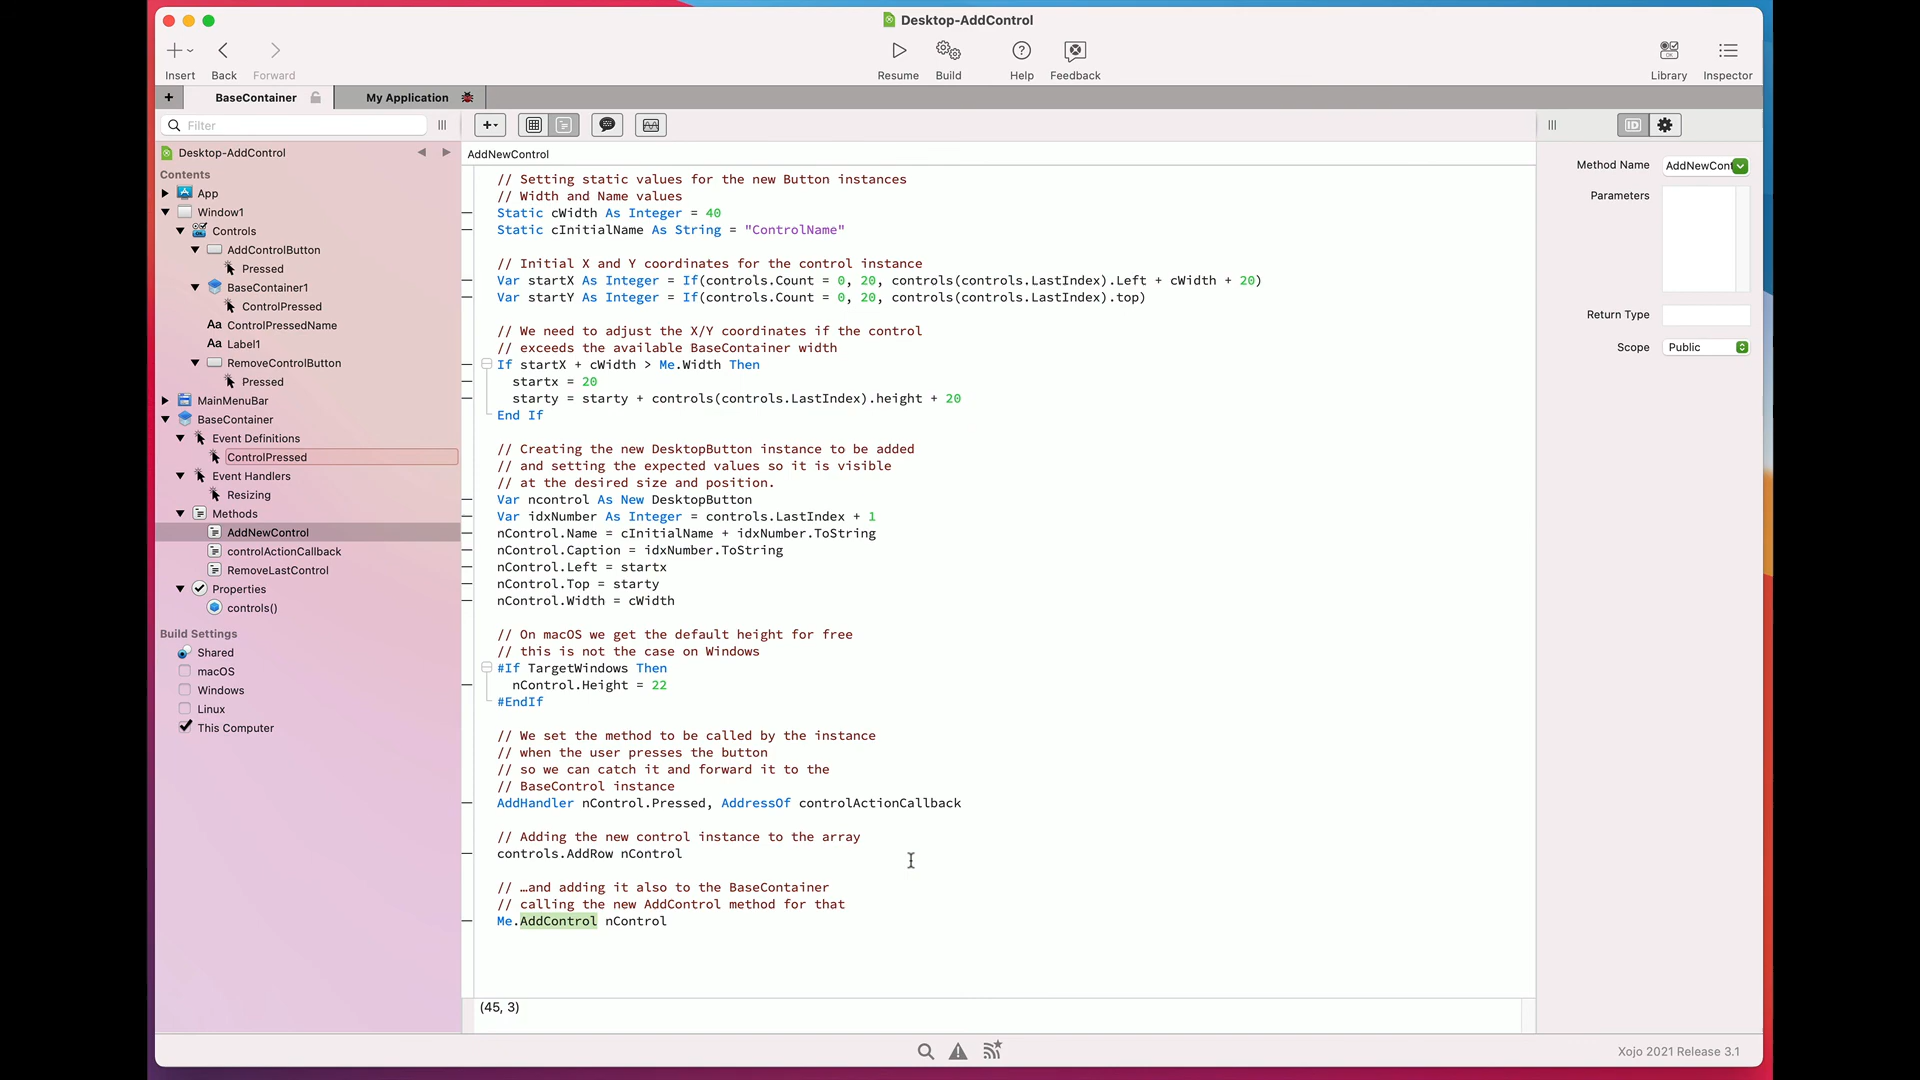 Desktop-AddControl
Insert
Back
Forward
Resume
Build
Help
Feedback
Library
Inspector
BaseContainer
My Application
Filter
Desktop-AddControl
Contents
App
Window1
Controls
AddControlButton
Pressed
BaseContainer1
ControlPressed
Aa ControlPressedName
Aa Label1
RemoveControlButton
Pressed
MainMenuBar
BaseContainer
Event Definitions
ControlPressed
Event Handlers
Resizing
Methods
AddNewControl
controlActionCallback
RemoveLastControl
Properties
controls()
Build Settings
Shared
macOS
Windows
Linux
This Computer
AddNewControl
// Setting static values for the new Button instances
// Width and Name values
Static cWidth As Integer = 40
Static cInitialName As String = "ControlName"
// Initial X and Y coordinates for the control instance
Var startX As Integer = If(controls.Count = 0, 20, controls(controls.LastIndex).Left + cWidth + 20)
Var startY As Integer = If(controls.Count = 0, 20, controls(controls.LastIndex).top)
// We need to adjust the X/Y coordinates if the control
// exceeds the available BaseContainer width
If startX + cWidth > Me.Width Then
startx = 20
starty = starty + controls(controls.LastIndex).height + 20
End If
// Creating the new DesktopButton instance to be added
// and setting the expected values so it is visible
// at the desired size and position.
Var ncontrol As New DesktopButton
Var idxNumber As Integer = controls.LastIndex + 1
nControl.Name = cInitialName + idxNumber.ToString
nControl.Caption = idxNumber.ToString
nControl.Left = startx
nControl.Top = starty
nControl.Width = cWidth
// On macOS we get the default height for free
// this is not the case on Windows
#If TargetWindows Then
nControl.Height = 22
#EndIf
// We set the method to be called by the instance
// when the user presses the button
// so we can catch it and forward it to the
// BaseControl instance
AddHandler nControl.Pressed, AddressOf controlActionCallback
// Adding the new control instance to the array
controls.AddRow nControl
// …and adding it also to the BaseContainer
// calling the new AddControl method for that
Me.AddControl nControl
(45, 3)
ID
Method Name
AddNewCont
Parameters
Return Type
Scope
Public
Xojo 2021 Release 3.1